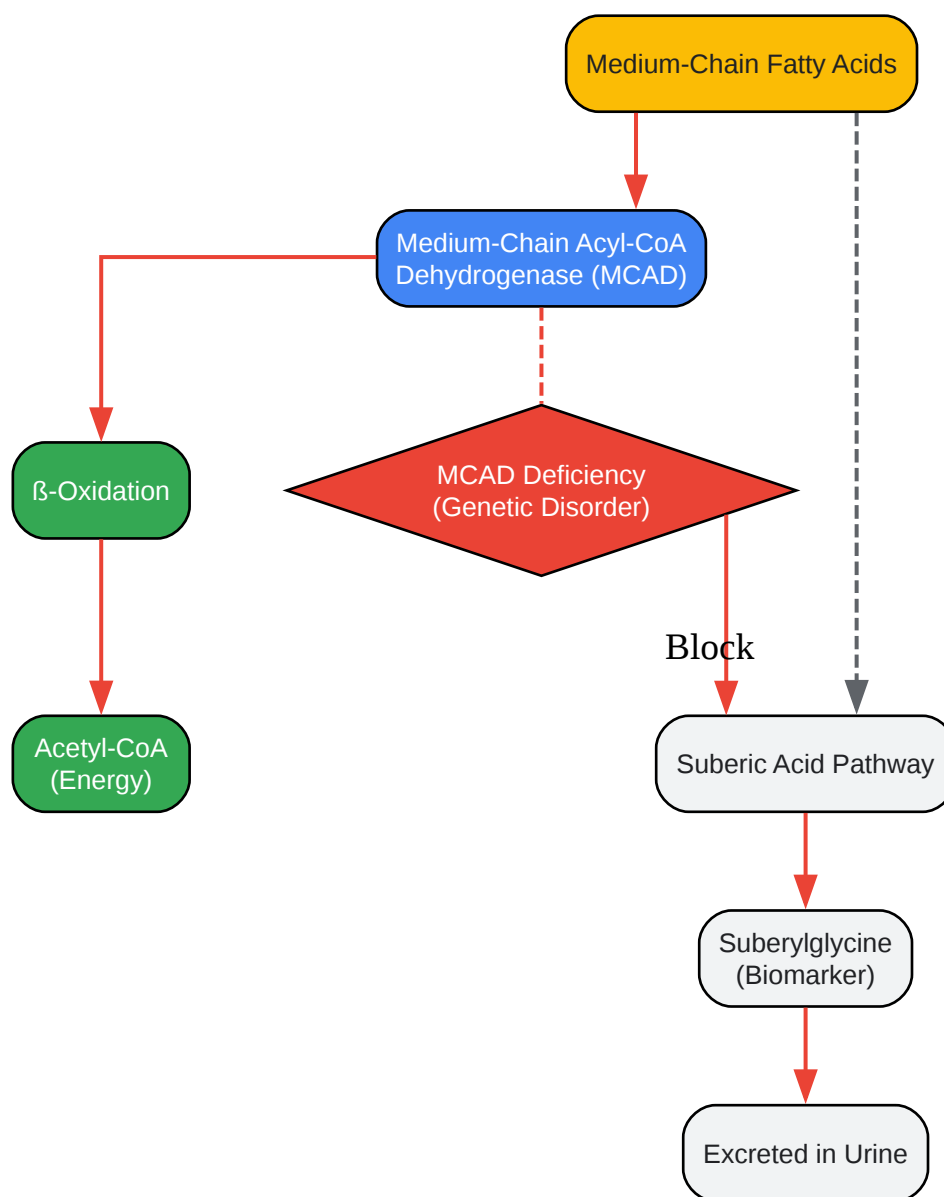 Medium-Chain Fatty Acids
Medium-Chain Acyl-CoA
Dehydrogenase (MCAD)
ß-Oxidation
MCAD Deficiency
(Genetic Disorder)
Block
Acetyl-CoA
(Energy)
Suberic Acid Pathway
Suberylglycine
(Biomarker)
Excreted in Urine